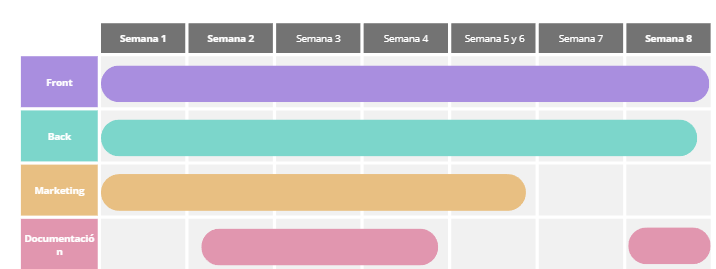 Semana 1 Semana 2 Semana 3 Semana 4 Semana 5 y 6 Semana 7 Semana 8
Front
Back
Marketing
Documentació
n